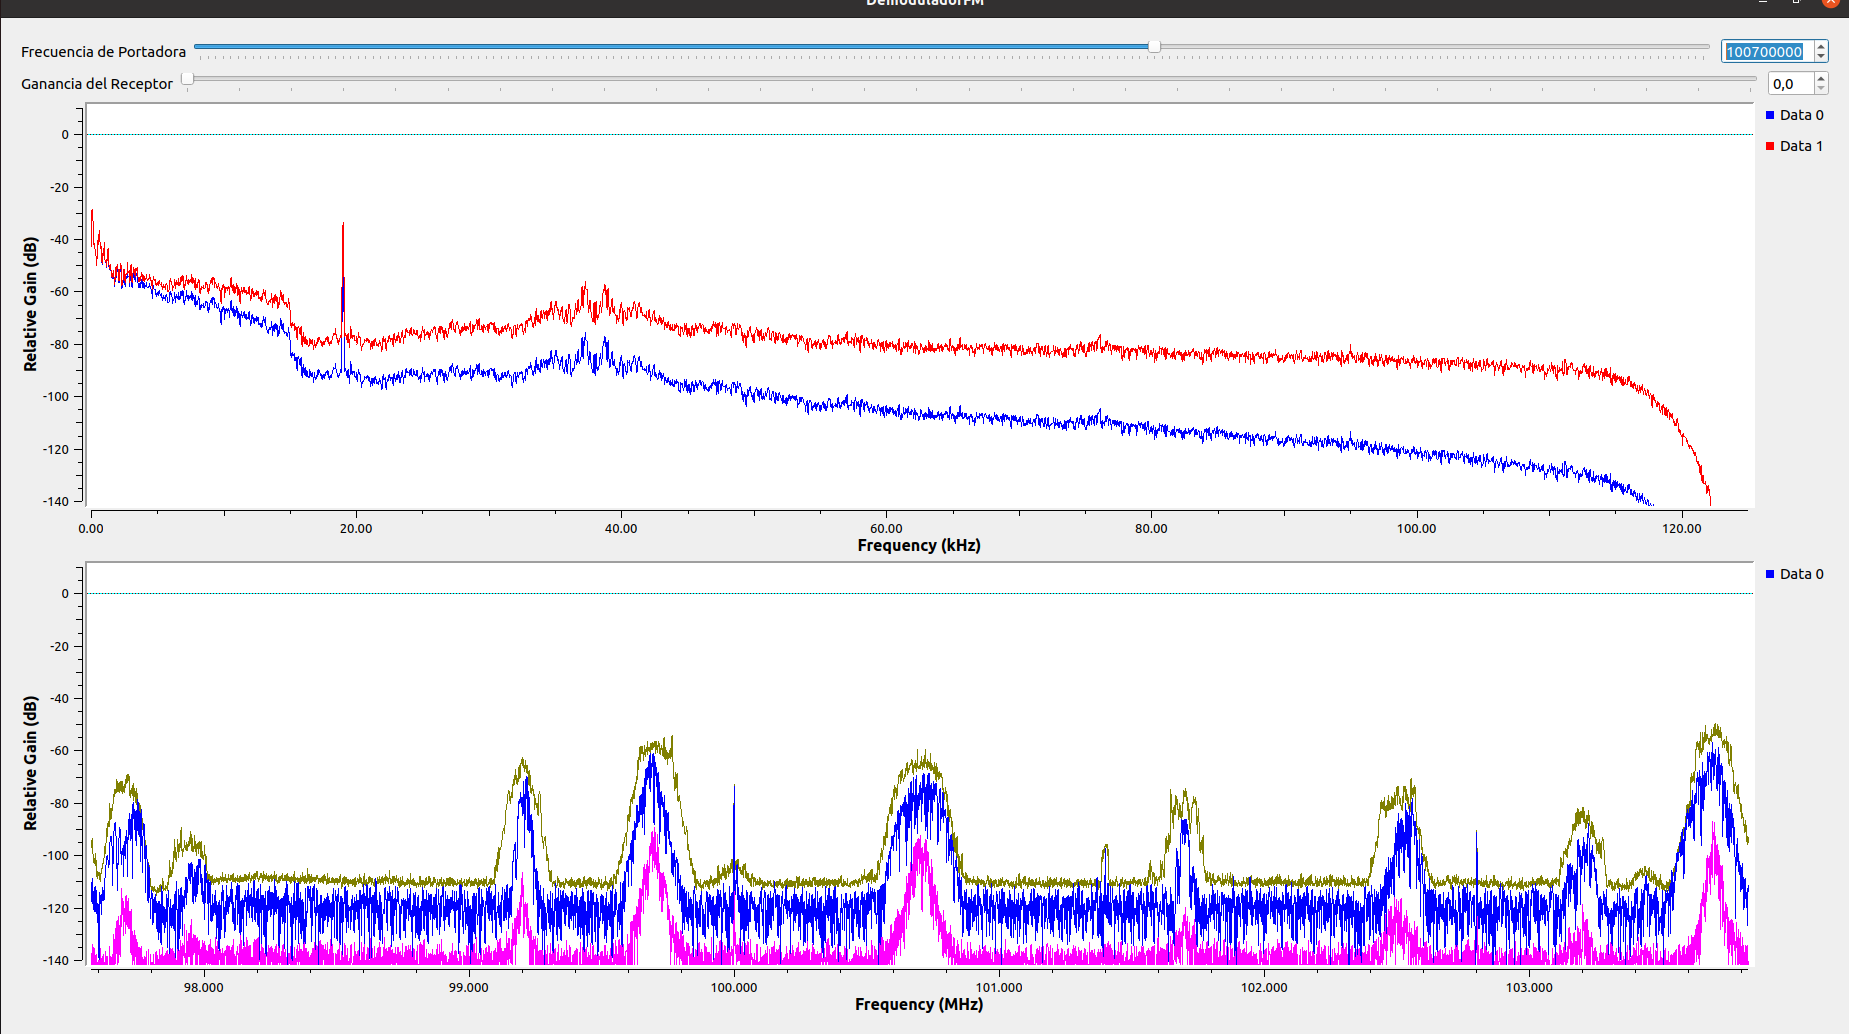 DemoduladorFM
Frecuencia de Portadora
100700000
Ganancia del Receptor
0,0
Data 0
Data 1
Relative Gain (dB)
0
-20
-40
-60
-80
-100
-120
-140
0.00 20.00 40.00 60.00 80.00 100.00 120.00
Frequency (kHz)
Data 0
Relative Gain (dB)
0
-20
-40
-60
-80
-100
-120
-140
98.000 99.000 100.000 101.000 102.000 103.000
Frequency (MHz)